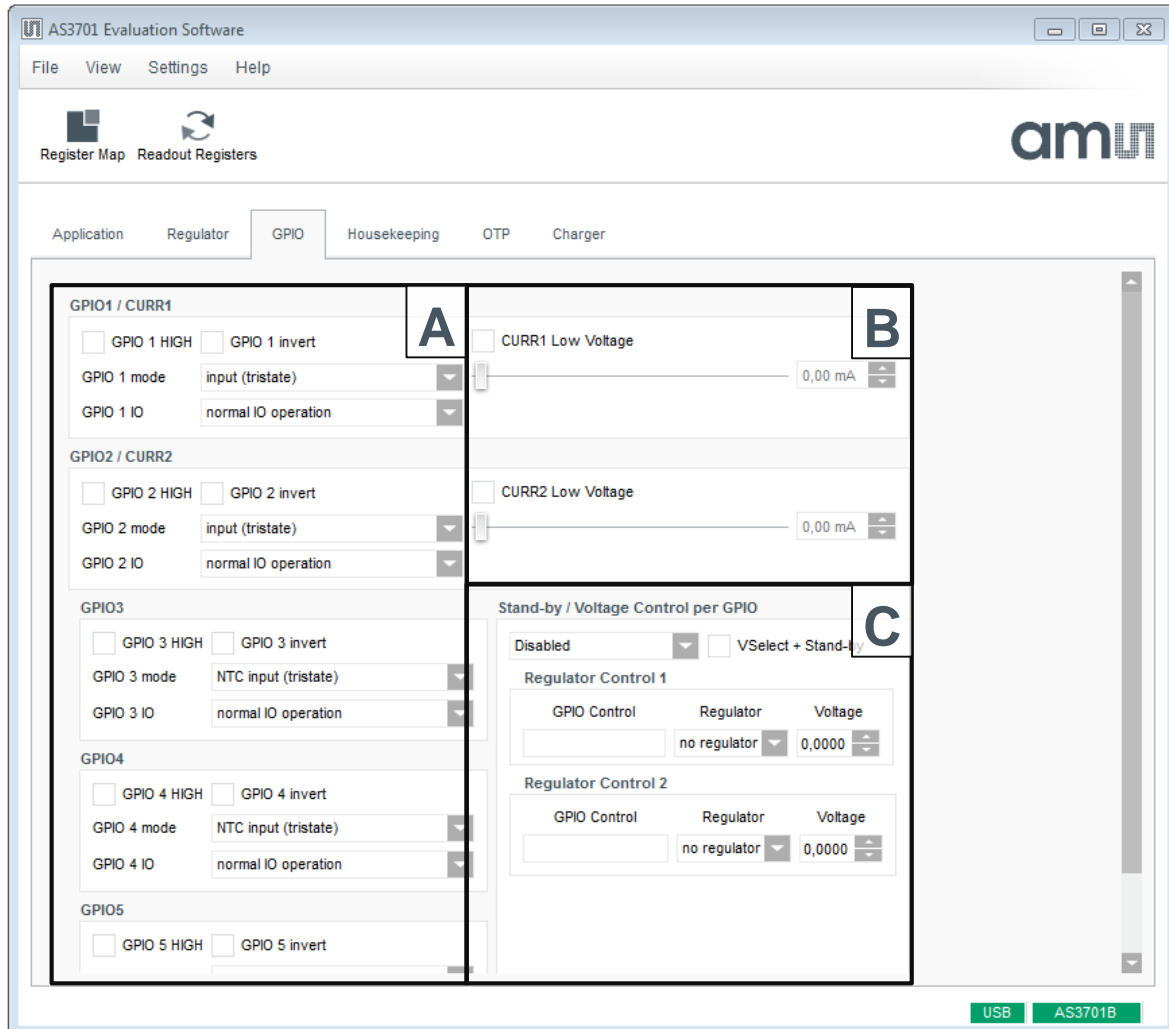 AS3701 Evaluation Software
File View Settings Help
Register Map Readout Registers
am
Application Regulator GPIO Housekeeping OTP Charger
GPIO1 / CURR1
A
B
GPIO 1 HIGH GPIO 1 invert
CURR1 Low Voltage
GPIO 1 mode input (tristate)
0,00 mA
GPIO 1 IO normal IO operation
GPIO2 / CURR2
GPIO 2 HIGH GPIO 2 invert
CURR2 Low Voltage
GPIO 2 mode input (tristate)
0,00 mA
GPIO 2 IO normal IO operation
GPIO3
GPIO 3 HIGH GPIO 3 invert
GPIO 3 mode NTC input (tristate)
GPIO 3 IO normal IO operation
GPIO4
GPIO 4 HIGH GPIO 4 invert
GPIO 4 mode NTC input (tristate)
GPIO 4 IO normal IO operation
GPIO5
GPIO 5 HIGH GPIO 5 invert
Stand-by / Voltage Control per GPIO
C
Disabled VSelect + Stand-by
Regulator Control 1
GPIO Control Regulator Voltage
no regulator 0,0000
Regulator Control 2
GPIO Control Regulator Voltage
no regulator 0,0000
USB AS3701B